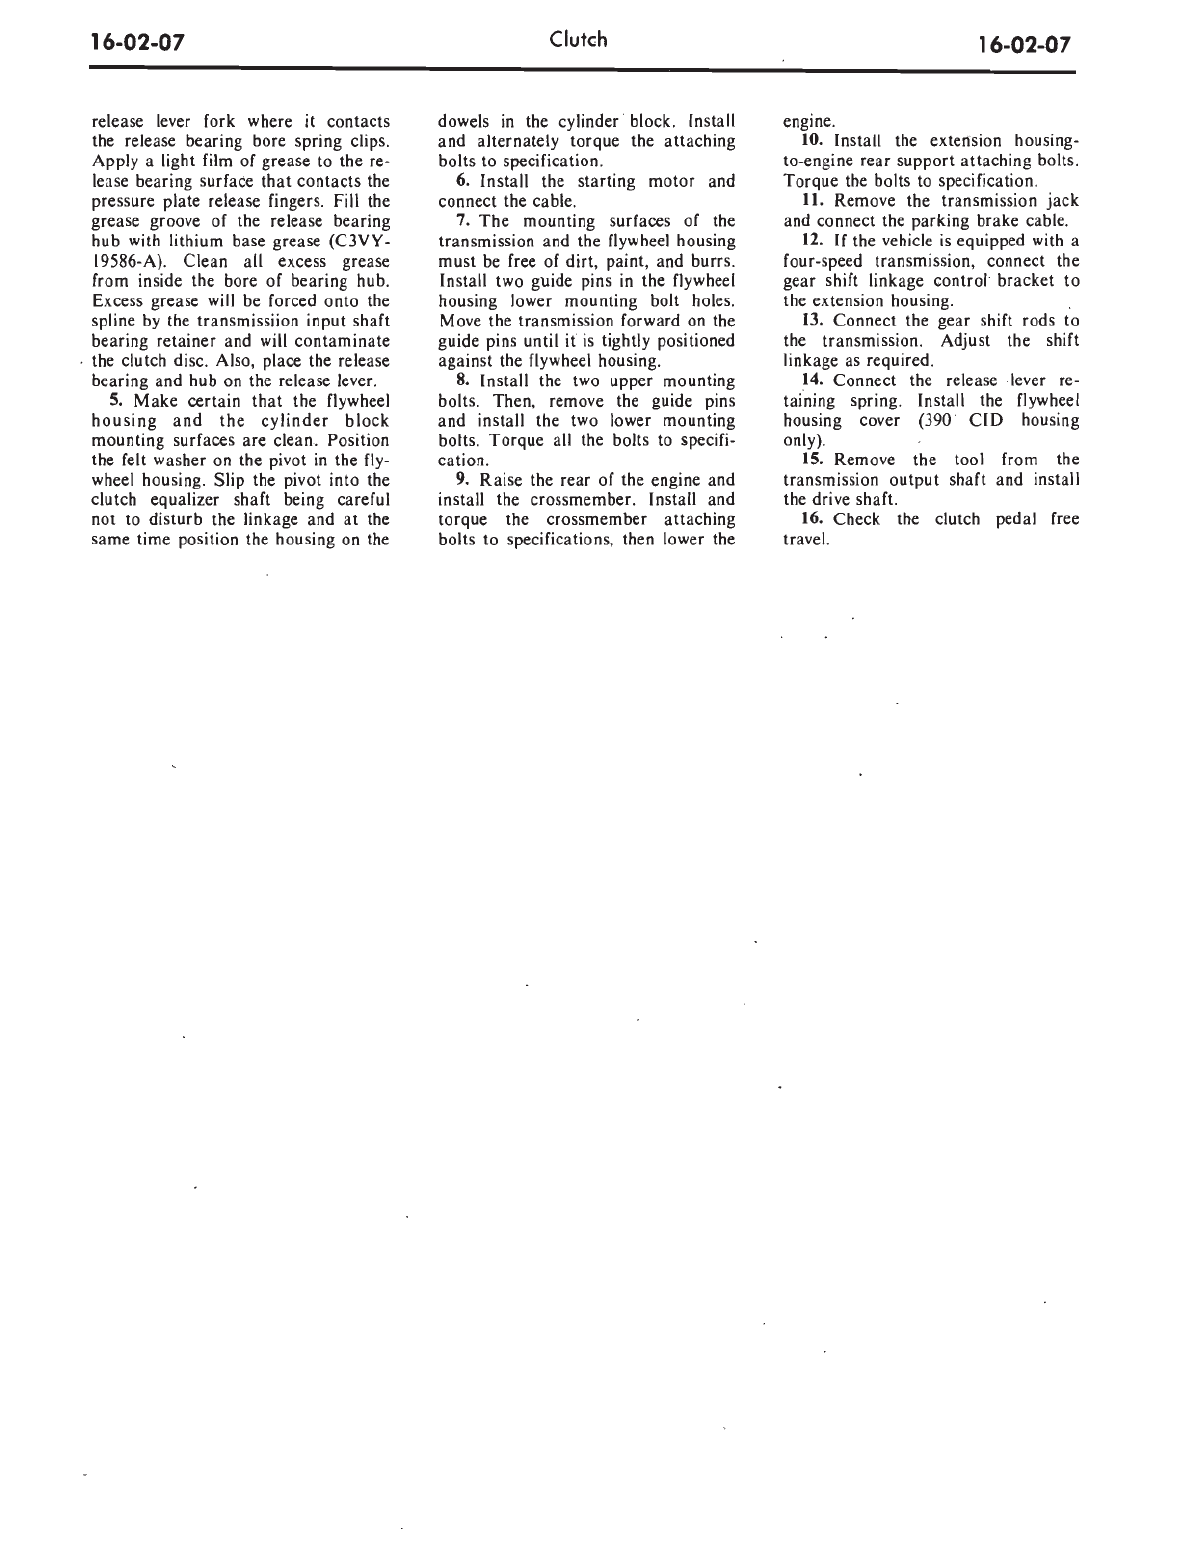 16-02-07
Clutch
16-02-07
release lever fork where it contacts
the release bearing bore spring clips.
Apply a light film of grease to the re-
lease bearing surface that contacts the
pressure plate release fingers. Fill the
grease groove of the release bearing
hub with lithium base grease (C3VY-
19586-A). Clean all excess grease
from inside the bore of bearing hub.
Excess grease will be forced onto the
spline by the transmissiion input shaft
bearing retainer and will contaminate
the clutch disc. Also, place the release
bearing and hub on the release lever.
5. Make certain that the flywheel
housing and the cylinder block
mounting surfaces are clean. Position
the felt washer on the pivot in the fly-
wheel housing. Slip the pivot into the
clutch equalizer shaft being careful
not to disturb the linkage and at the
same time position the housing on the
dowels in the cylinder block. Install
and alternately torque the attaching
bolts to specification.
6. Install the starting motor and
connect the cable.
7. The mounting surfaces of the
transmission and the flywheel housing
must be free of dirt, paint, and burrs.
Install two guide pins in the flywheel
housing lower mounting bolt holes.
Move the transmission forward on the
guide pins until it is tightly positioned
against the flywheel housing.
8. Install the two upper mounting
bolts. Then, remove the guide pins
and install the two lower mounting
bolts. Torque all the bolts to specifi-
cation.
9. Raise the rear of the engine and
install the crossmember. Install and
torque the crossmember attaching
bolts to specifications, then lower the
engine.
10. Install the extension housing-
to-engine rear support attaching bolts.
Torque the bolts to specification.
11. Remove the transmission jack
and connect the parking brake cable.
12. If the vehicle is equipped with a
four-speed transmission, connect the
gear shift linkage control bracket to
the extension housing.
13. Connect the gear shift rods to
the transmission. Adjust the shift
linkage as required.
14. Connect the release lever re-
taining spring. Install the flywheel
housing cover (390 CID housing
only).
15. Remove the tool from the
transmission output shaft and install
the drive shaft.
16. Check the clutch pedal free
travel.